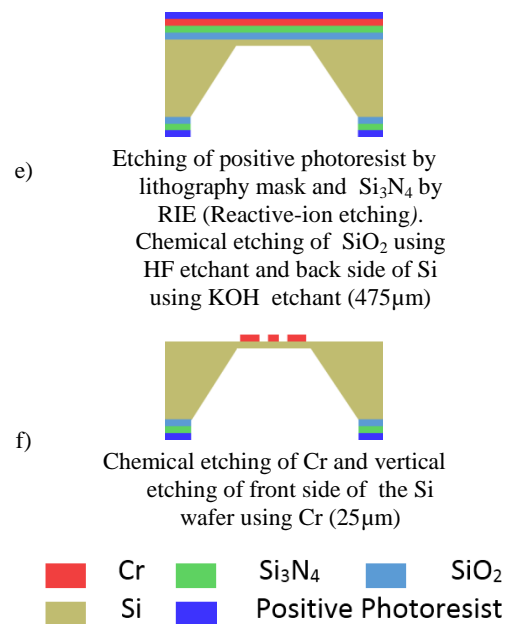 e)
Etching of positive photoresist by
lithography mask and Si₃N₄ by
RIE (Reactive-ion etching).
Chemical etching of SiO₂ using
HF etchant and back side of Si
using KOH etchant (475µm)
f)
Chemical etching of Cr and vertical
etching of front side of the Si
wafer using Cr (25µm)
Cr Si₃N₄ SiO₂
Si Positive Photoresist